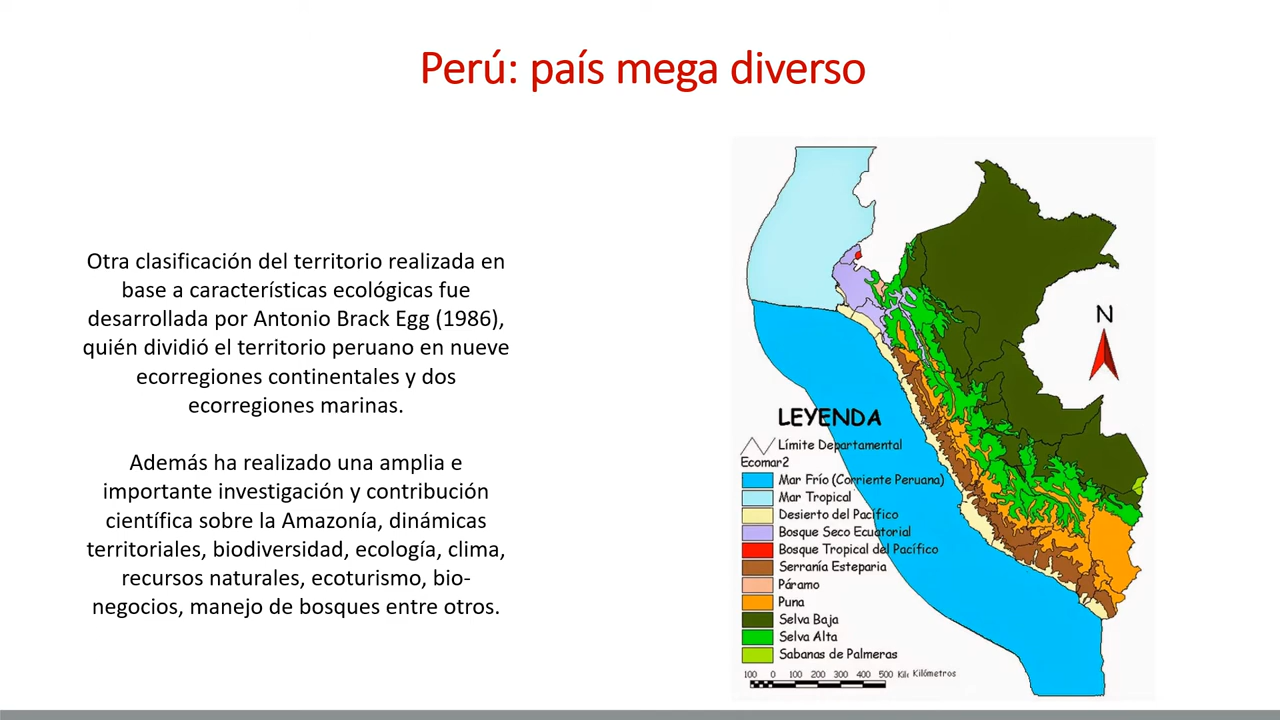 Perú: país mega diverso
Otra clasificación del territorio realizada en
base a características ecológicas fue
desarrollada por Antonio Brack Egg (1986),
quién dividió el territorio peruano en nueve
ecorregiones continentales y dos
ecorregiones marinas.
Además ha realizado una amplia e
importante investigación y contribución
científica sobre la Amazonía, dinámicas
territoriales, biodiversidad, ecología, clima,
recursos naturales, ecoturismo, bio-
negocios, manejo de bosques entre otros.
N
LEYENDA
Límite Departamental
Ecomar2
Mar Frío (Corriente Peruana)
Mar Tropical
Desierto del Pacífico
Bosque Seco Ecuatorial
Bosque Tropical del Pacífico
Serranía Esteparia
Páramo
Puna
Selva Baja
Selva Alta
Sabanas de Palmeras
100 0 100 200 300 400 500 Kilómetros